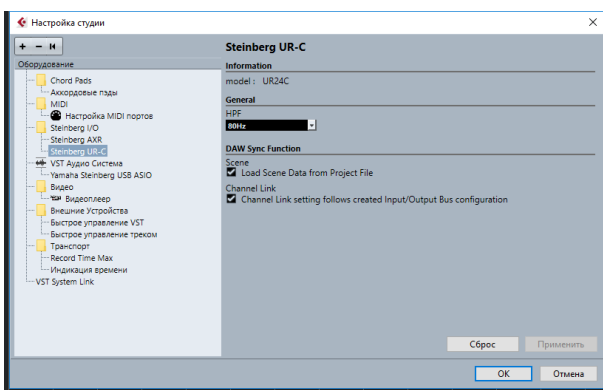 Настройка студии
Оборудование
Chord Pads
Аккордовые пэды
MIDI
Настройка MIDI портов
Steinberg I/O
Steinberg AXR
Steinberg UR-C
VST Аудио Система
Yamaha Steinberg USB ASIO
Видео
Видеоплеер
Внешние Устройства
Быстрое управление VST
Быстрое управление треком
Транспорт
Record Time Max
Индикация времени
VST System Link
Steinberg UR-C
Information
model : UR24C
General
HPF
80Hz
DAW Sync Function
Scene
Load Scene Data from Project File
Channel Link
Channel Link setting follows created Input/Output Bus configuration
Сброс
Применить
OK
Отмена